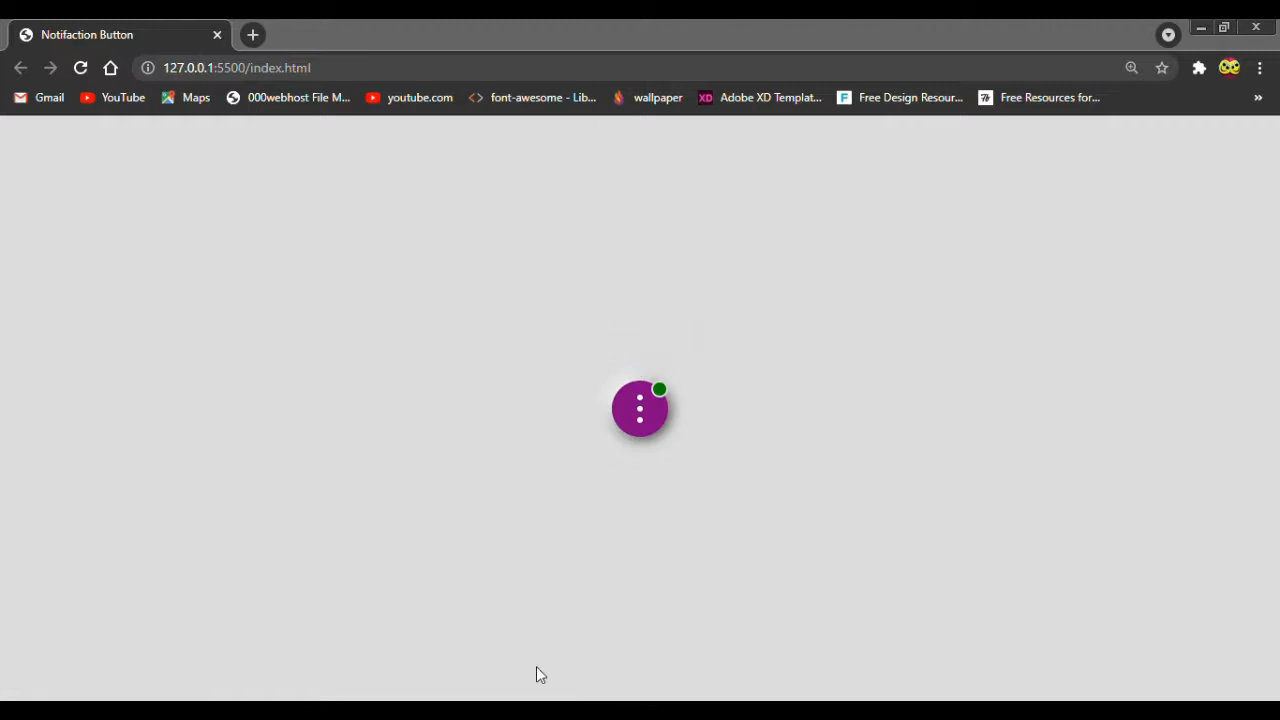 Notifaction Button
127.0.0.1:5500/index.html
Gmail YouTube Maps 000webhost File M... youtube.com font-awesome - Lib... XD Adobe XD Templat... F Free Design Resour... Free Resources for... »